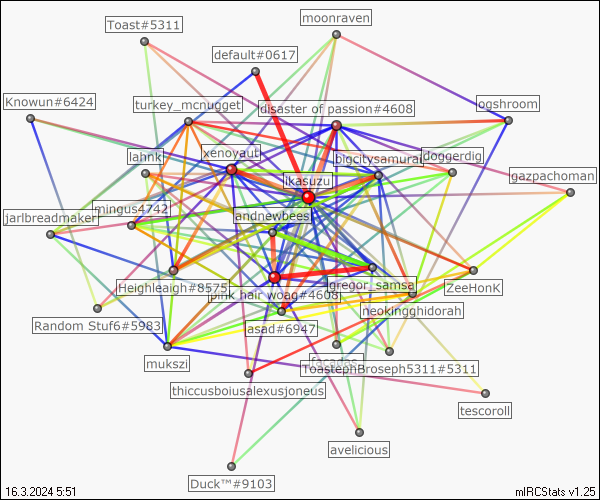 moonraven
Toast#5311
default#0617
Knowun#6424
turkey_mcnugget
disaster of passion#4608
ogshroom
lahnk
xenoyaut
bigcitysamurai
doggerdig
ikasuzu
gazpachoman
mingus4742
jarlbreadmaker
andnewbees
Heighleaigh#8575
pink hair woag#4608
gregor_samsa
ZeeHonK
neokingghidorah
Random Stuf6#5983
asad#6947
mukszi
facadas
ToastephBroseph5311#5311
thiccusboiusalexusjoneus
tescoroll
avelicious
Duck™#9103
16.3.2024 5:51
mIRCStats v1.25